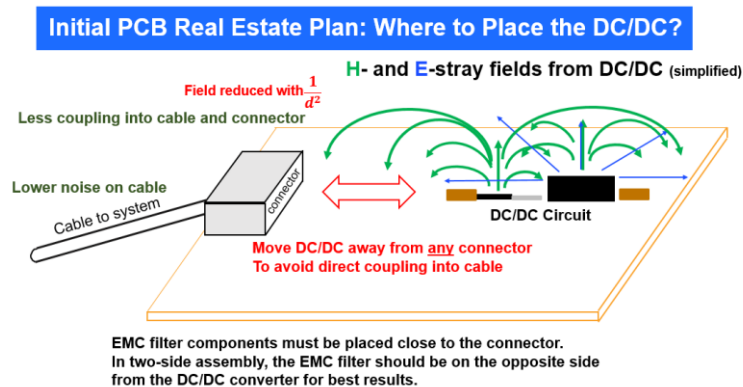 Initial PCB Real Estate Plan: Where to Place the DC/DC?
H- and E-stray fields from DC/DC (simplified)
Field reduced with 1/d²
Less coupling into cable and connector
Lower noise on cable
Cable to system
connector
DC/DC Circuit
Move DC/DC away from any connector
To avoid direct coupling into cable
EMC filter components must be placed close to the connector.
In two-side assembly, the EMC filter should be on the opposite side
from the DC/DC converter for best results.